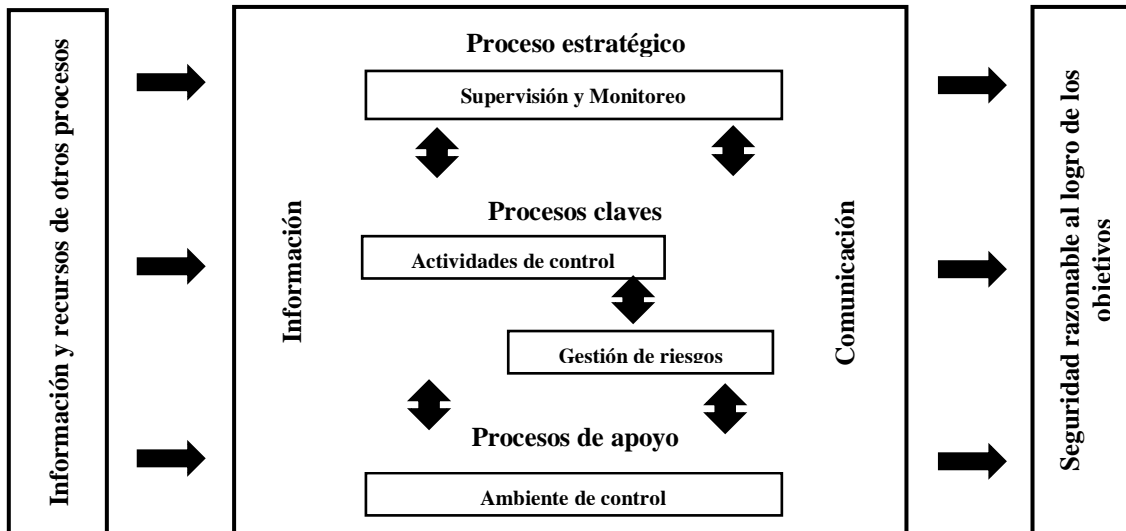 Información y recursos de otros procesos
Proceso estratégico
Supervisión y Monitoreo
Información
Procesos claves
Actividades de control
Gestión de riesgos
Comunicación
Procesos de apoyo
Ambiente de control
Seguridad razonable al logro de los
objetivos